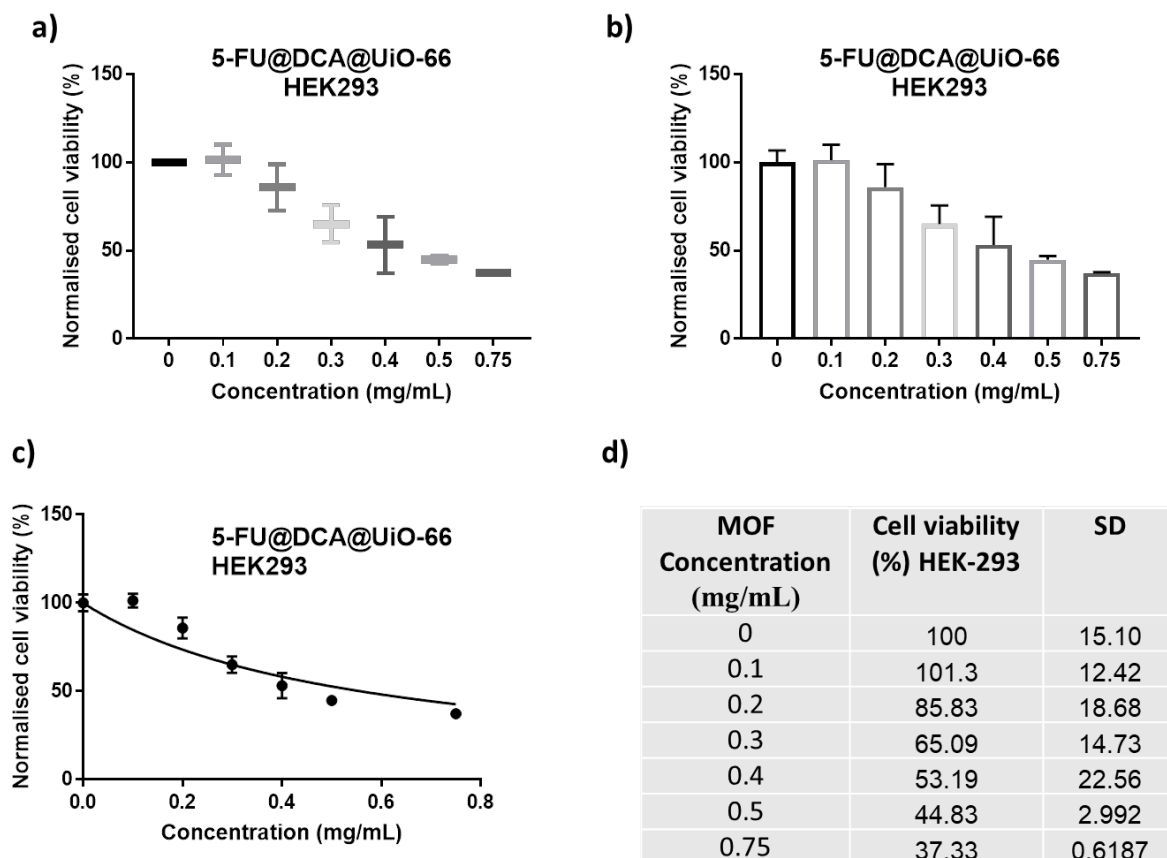 a)
5-FU@DCA@UiO-66
HEK293
Normalised cell viability (%)
150
100
50
0
0 0.1 0.2 0.3 0.4 0.5 0.75
Concentration (mg/mL)
b)
5-FU@DCA@UiO-66
HEK293
Normalised cell viability (%)
150
100
50
0
0 0.1 0.2 0.3 0.4 0.5 0.75
Concentration (mg/mL)
c)
5-FU@DCA@UiO-66
HEK293
Normalised cell viability (%)
150
100
50
0
0.0 0.2 0.4 0.6 0.8
Concentration (mg/mL)
d)
MOF Cell viability SD
Concentration (%) HEK-293
(mg/mL)
0 100 15.10
0.1 101.3 12.42
0.2 85.83 18.68
0.3 65.09 14.73
0.4 53.19 22.56
0.5 44.83 2.992
0.75 37.33 0.6187